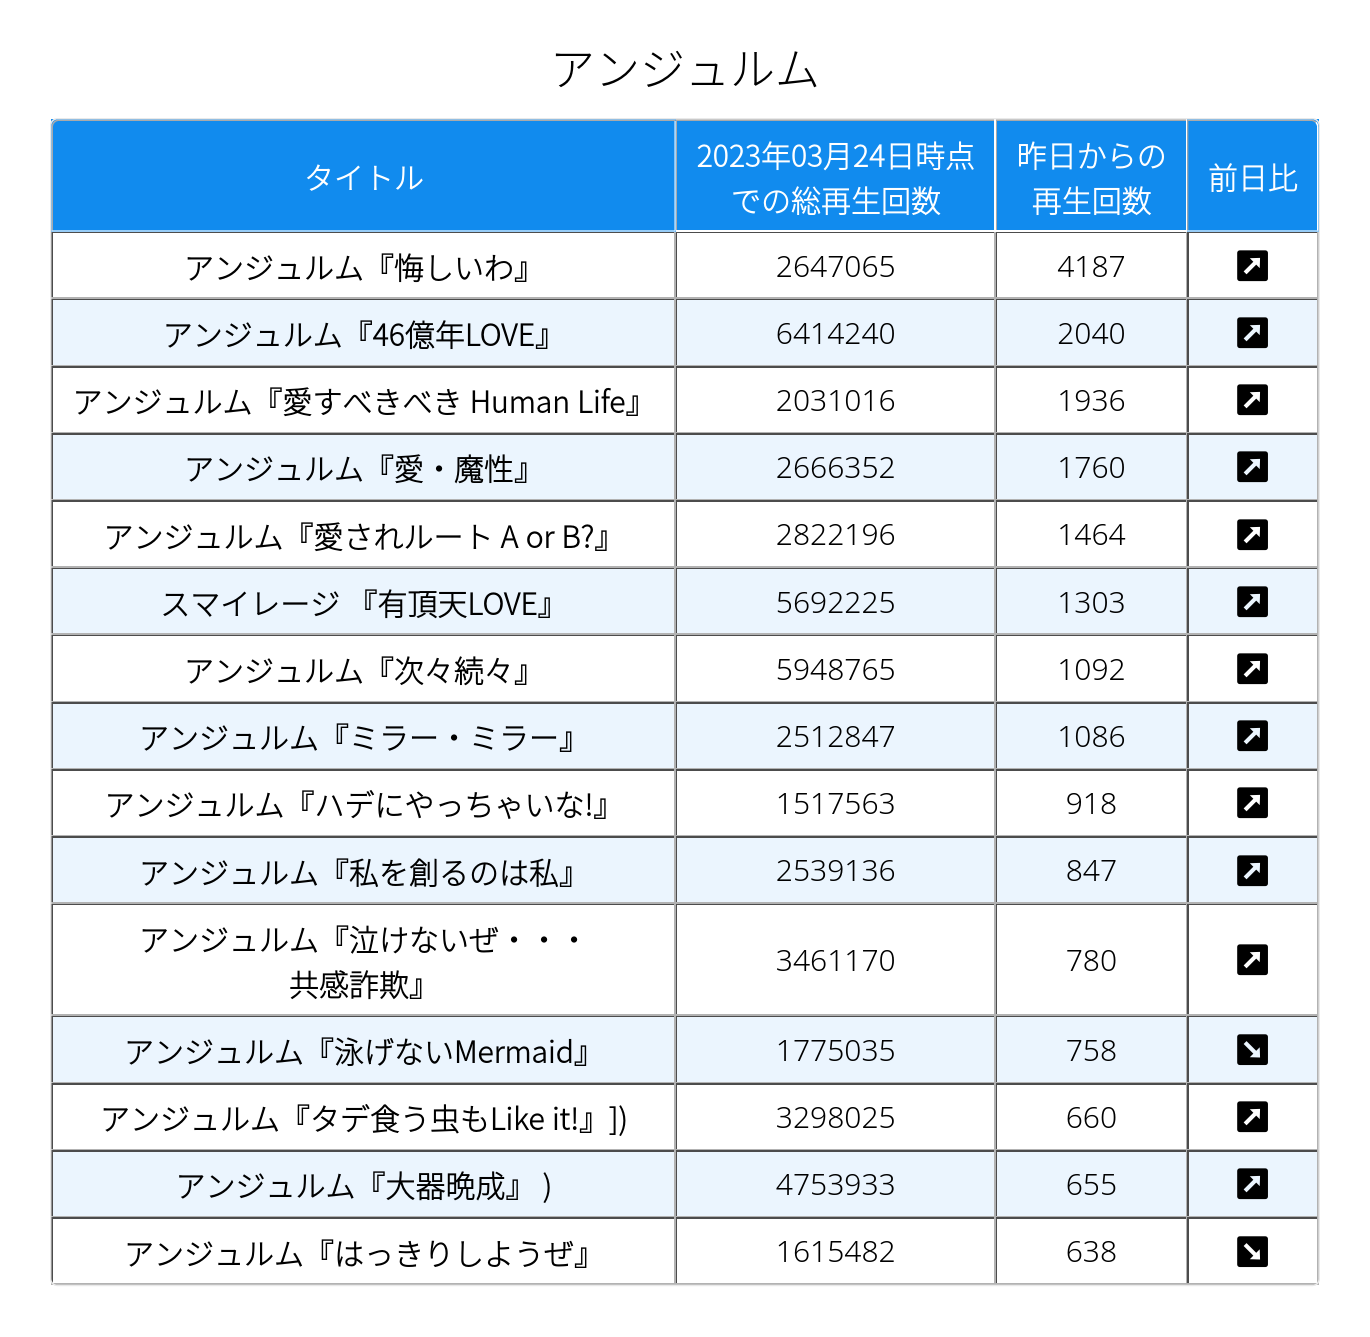 アンジュルム
タイトル
2023年03月24日時点
での総再生回数
昨日からの
再生回数
前日比
アンジュルム『悔しいわ』 2647065 4187
アンジュルム『46億年LOVE』 6414240 2040
アンジュルム『愛すべきべき Human Life』 2031016 1936
アンジュルム『愛・魔性』 2666352 1760
アンジュルム『愛されルート A or B?』 2822196 1464
スマイレージ 『有頂天LOVE』 5692225 1303
アンジュルム『次々続々』 5948765 1092
アンジュルム『ミラー・ミラー』 2512847 1086
アンジュルム『ハデにやっちゃいな!』 1517563 918
アンジュルム『私を創るのは私』 2539136 847
アンジュルム『泣けないぜ・・・
共感詐欺』 3461170 780
アンジュルム『泳げないMermaid』 1775035 758
アンジュルム『タデ食う虫もLike it!』]) 3298025 660
アンジュルム『大器晩成』 ) 4753933 655
アンジュルム『はっきりしようぜ』 1615482 638